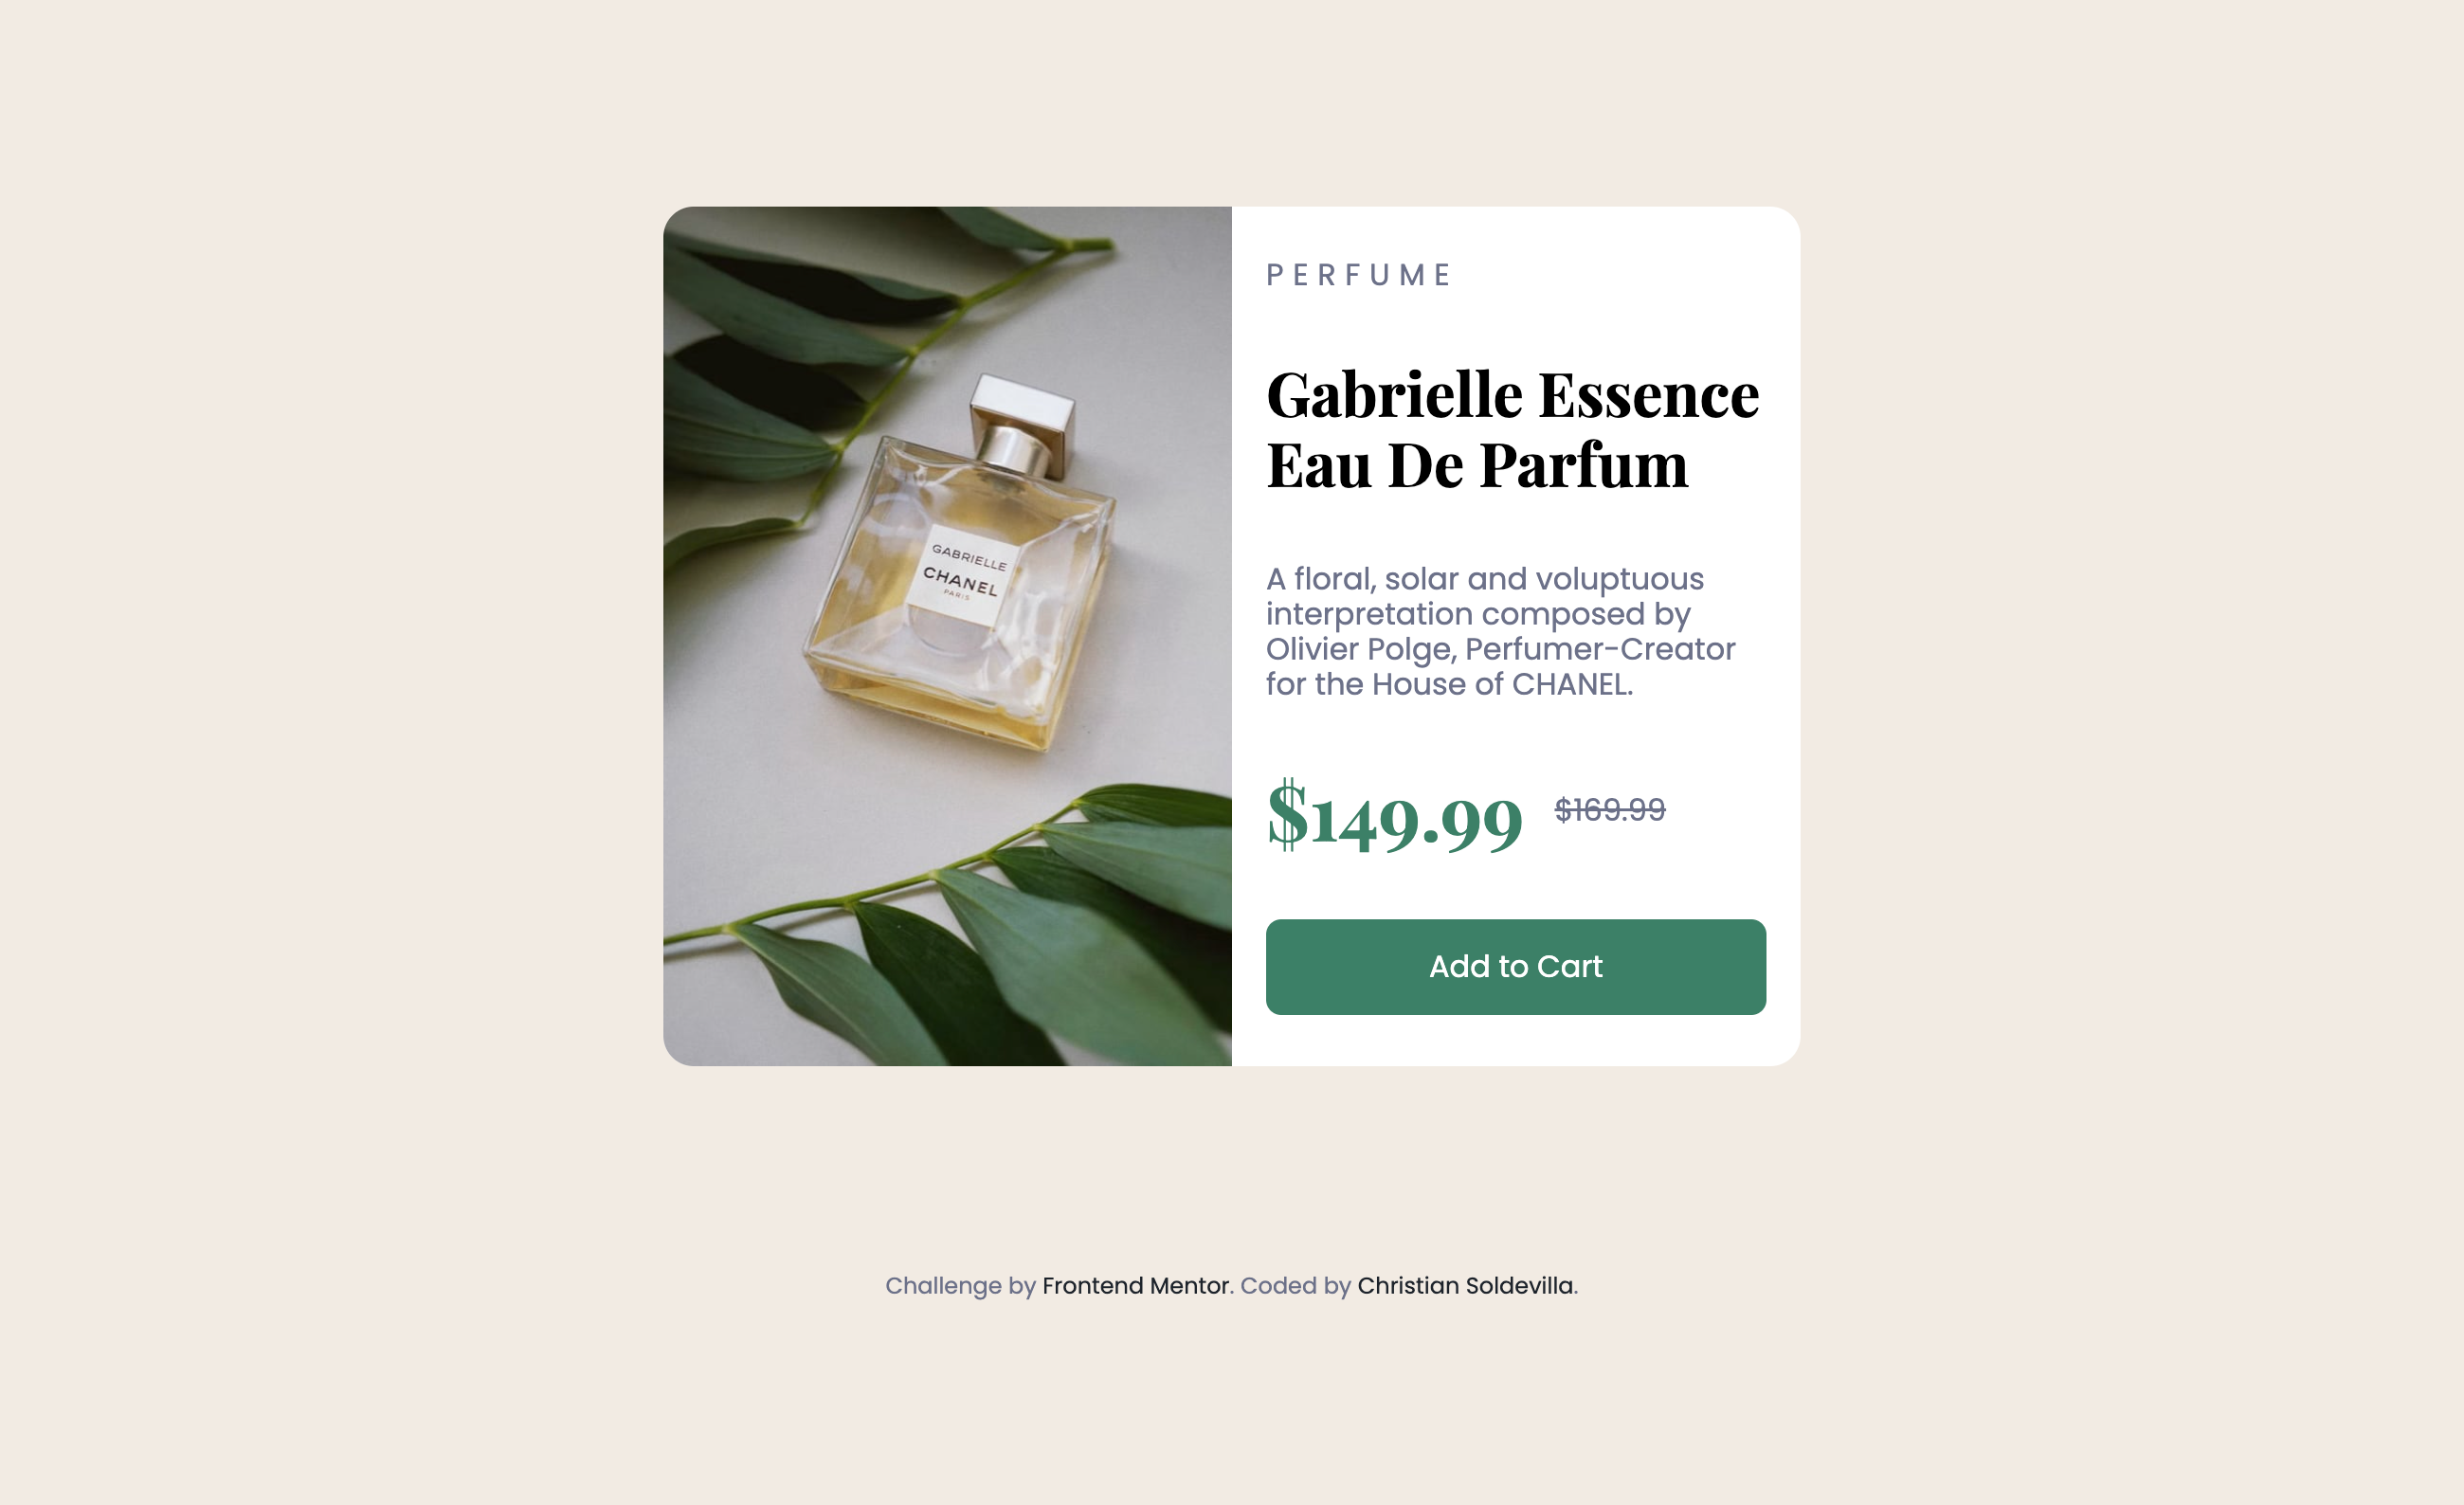 GABRIELLE
CHANEL
PARIS
PERFUME
Gabrielle Essence
Eau De Parfum
A floral, solar and voluptuous
interpretation composed by
Olivier Polge, Perfumer-Creator
for the House of CHANEL.
$149.99 $169.99
Add to Cart
Challenge by Frontend Mentor. Coded by Christian Soldevilla.